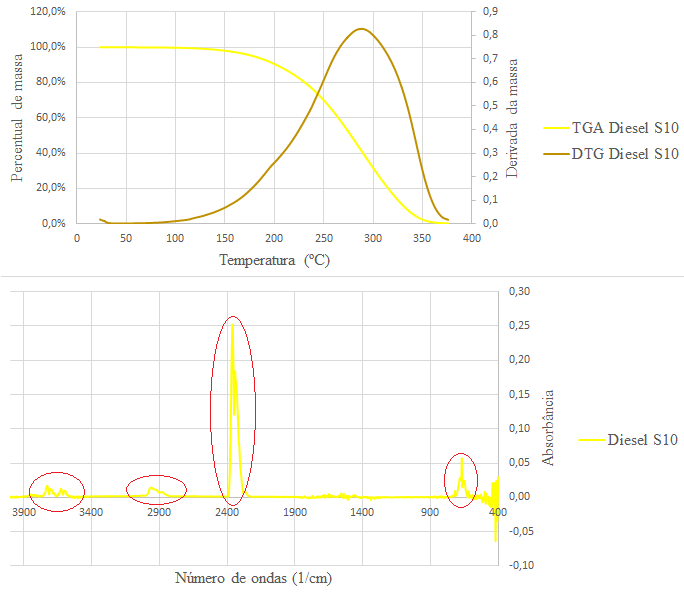 120,0%
100,0%
80,0%
60,0%
40,0%
20,0%
0,0%
Percentual de massa
0 50 100 150 200 250 300 350 400
Temperatura (ºC)
0,9
0,8
0,7
0,6
0,5
0,4
0,3
0,2
0,1
0,0
Derivada da massa
TGA Diesel S10
DTG Diesel S10
0,30
0,25
0,20
0,15
0,10
0,05
0,00
-0,05
-0,10
Absorbância
3900 3400 2900 2400 1900 1400 900 400
Número de ondas (1/cm)
Diesel S10